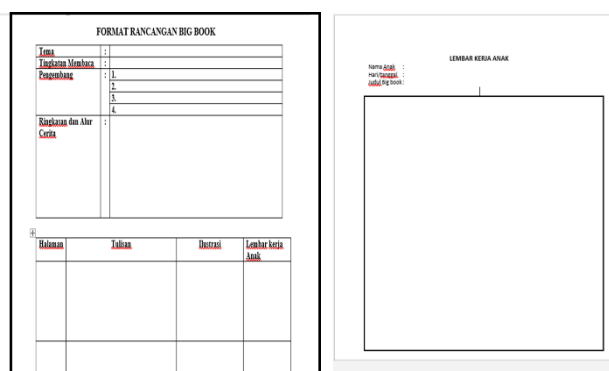 FORMAT RANCANGAN BIG BOOK
Tema :
Tingkatan Membaca :
Pengembang : 1.
2.
3.
4.
Ringkasan dan Alur Cerita :
Halaman Tulisan Ilustrasi Lembar kerja Anak
LEMBAR KERJA ANAK
Nama Anak :
Hari/tanggal :
Judul Big book :